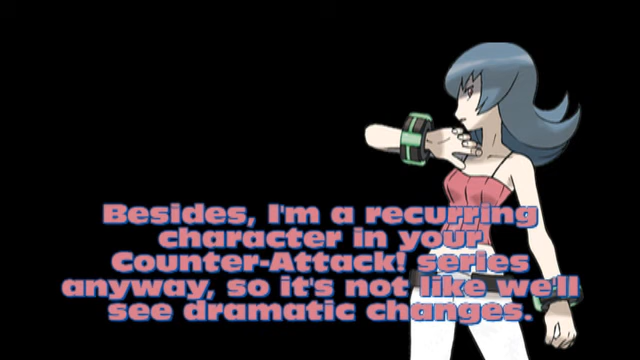 Besides, I'm a recurring
character in your
Counter-Attack! series
anyway, so it's not like we'll
see dramatic changes.